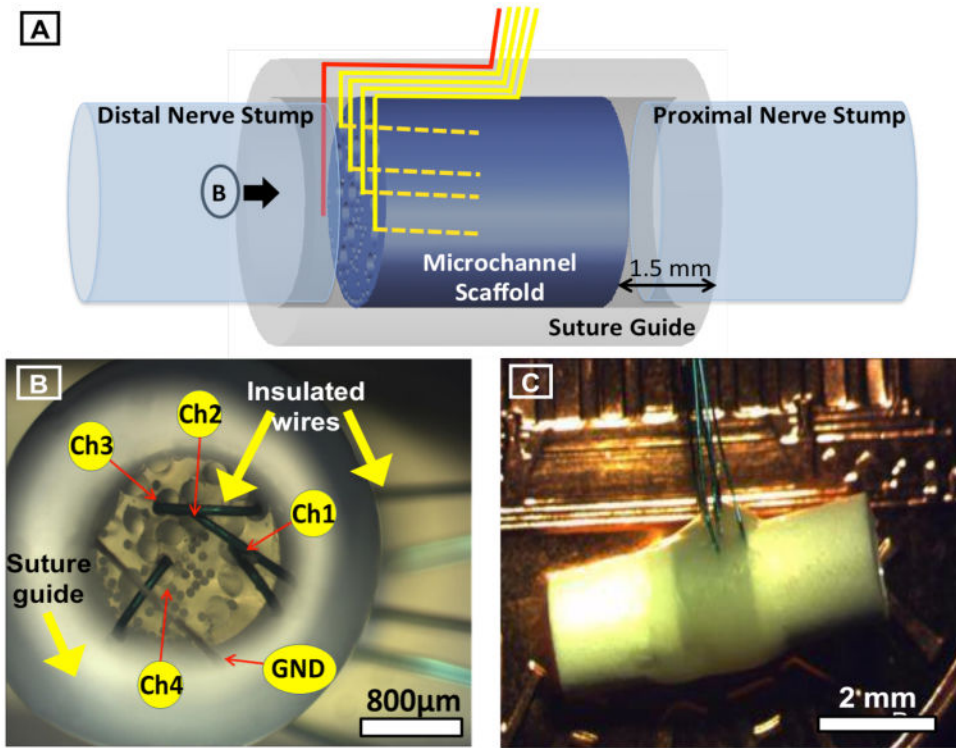 A
Distal Nerve Stump
Proximal Nerve Stump
B
Microchannel
Scaffold
1.5 mm
Suture Guide
B
Insulated
wires
Ch2
Ch3
Ch1
Suture
guide
Ch4
GND
800µm
C
2 mm